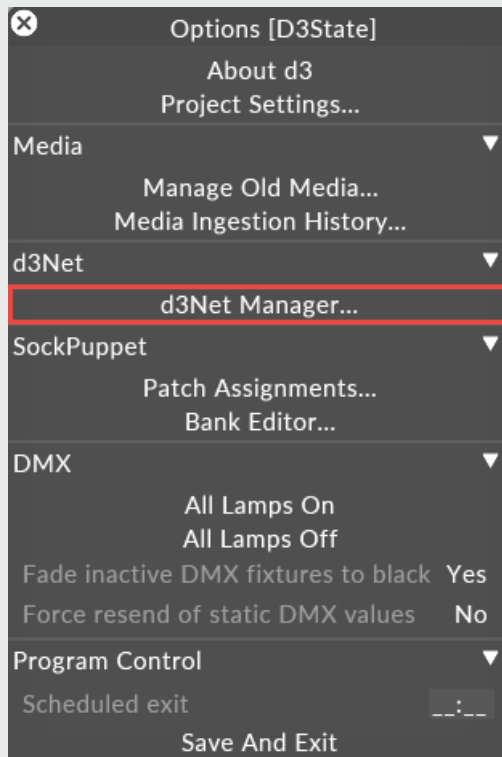 Options [D3State]
About d3
Project Settings...
Media
Manage Old Media...
Media Ingestion History...
d3Net
d3Net Manager...
SockPuppet
Patch Assignments...
Bank Editor...
DMX
All Lamps On
All Lamps Off
Fade inactive DMX fixtures to black Yes
Force resend of static DMX values No
Program Control
Scheduled exit __:__
Save And Exit